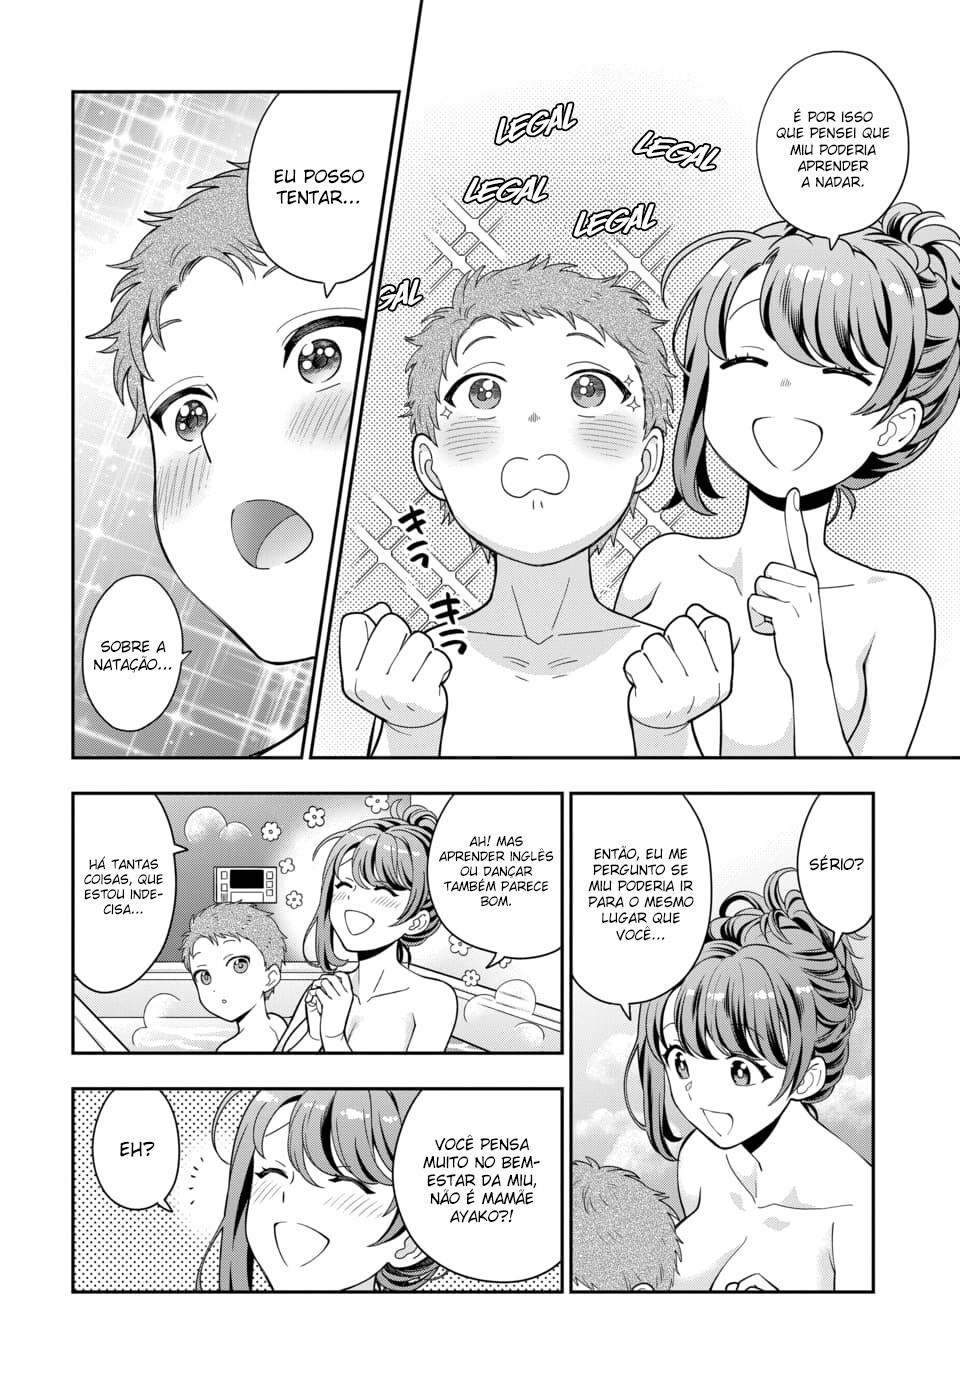 É POR ISSO
QUE PENSEI QUE
MIU PODERIA
APRENDER
A NADAR.
LEGAL
LEGAL
LEGAL
LEGAL
LEGAL
キラ
キラ
EU POSSO
TENTAR...
SOBRE A
NATAÇÃO...
SÉRIO?
ENTÃO, EU ME
PERGUNTO SE
MIU PODERIA IR
PARA O MESMO
LUGAR QUE
VOCÊ...
AH! MAS
APRENDER INGLÊS
OU DANÇAR
TAMBÉM PARECE
BOM.
HÁ TANTAS
COISAS, QUE
ESTOU INDE-
CISA...
VOCÊ PENSA
MUITO NO BEM-
ESTAR DA MIU,
NÃO É MAMÃE
AYAKO?!
EH?